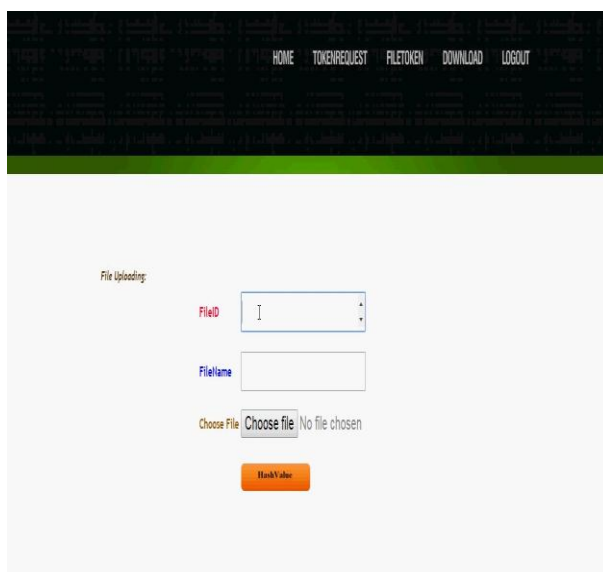 HOME TOKENREQUEST FILETOKEN DOWNLOAD LOGOUT
File Uploading:
FileID
FileName
Choose File Choose file No file chosen
HashValue